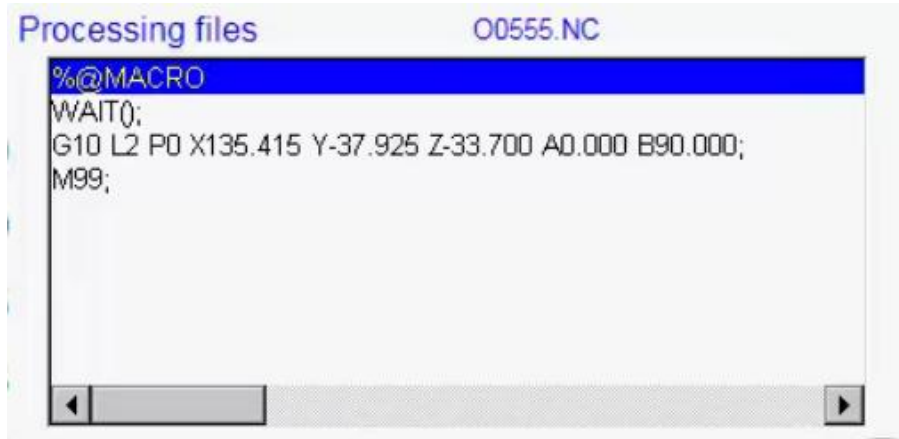 Processing files O0555.NC
%@MACRO
WAIT();
G10 L2 P0 X135.415 Y-37.925 Z-33.700 A0.000 B90.000;
M99;